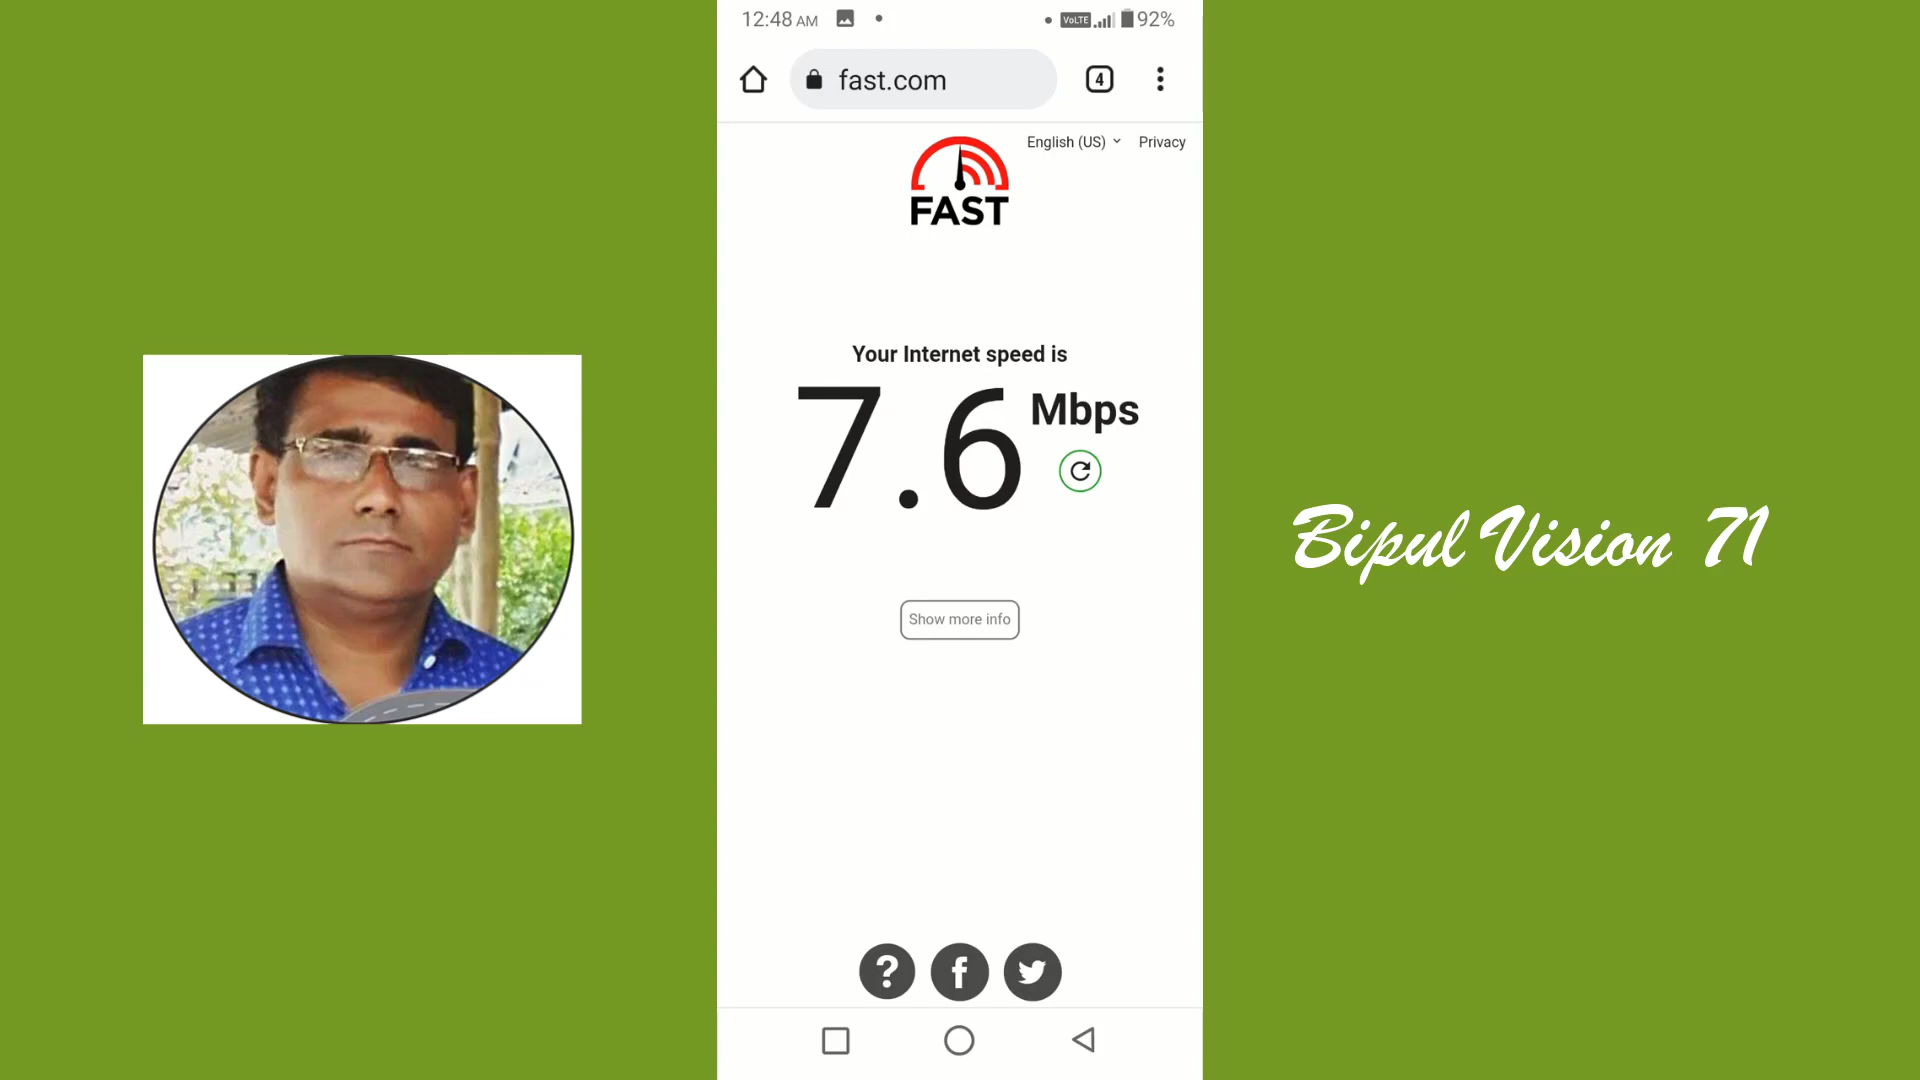 12:48 AM
VoLTE
92%
fast.com
4
English (US)
Privacy
FAST
Your Internet speed is
7.6 Mbps
Show more info
Bipul Vision 71